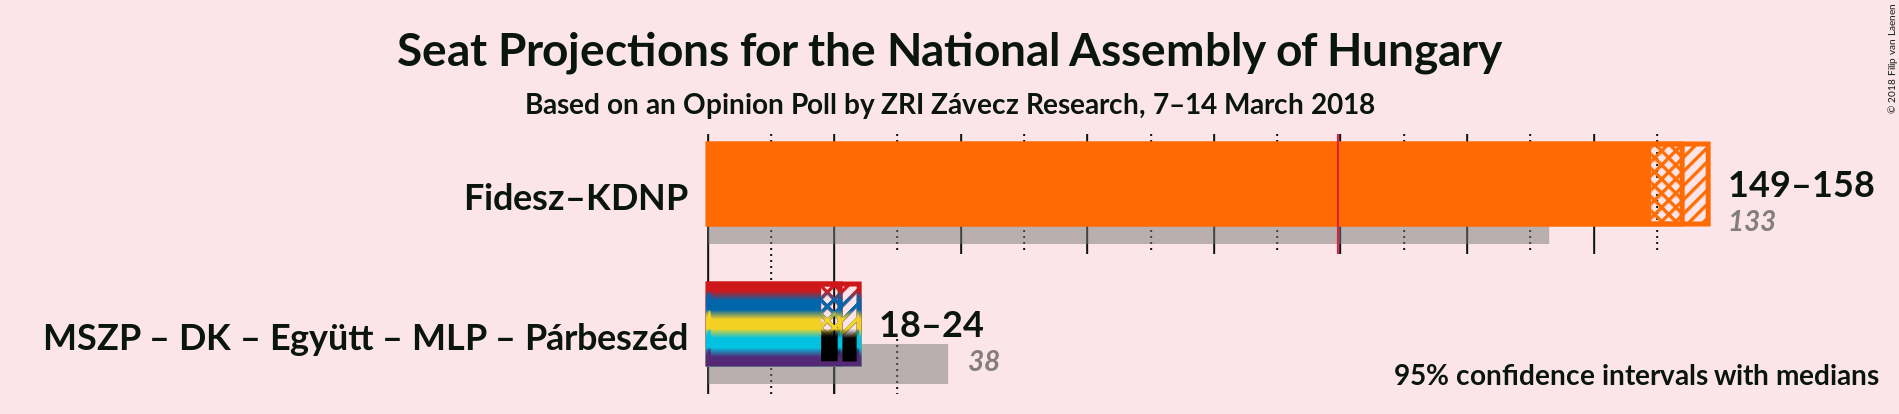 Seat Projections for the National Assembly of Hungary
Based on an Opinion Poll by ZRI Závecz Research, 7–14 March 2018
© 2018 Filip van Laenen
Fidesz–KDNP
149–158
133
MSZP – DK – Együtt – MLP – Párbeszéd
18–24
38
95% confidence intervals with medians